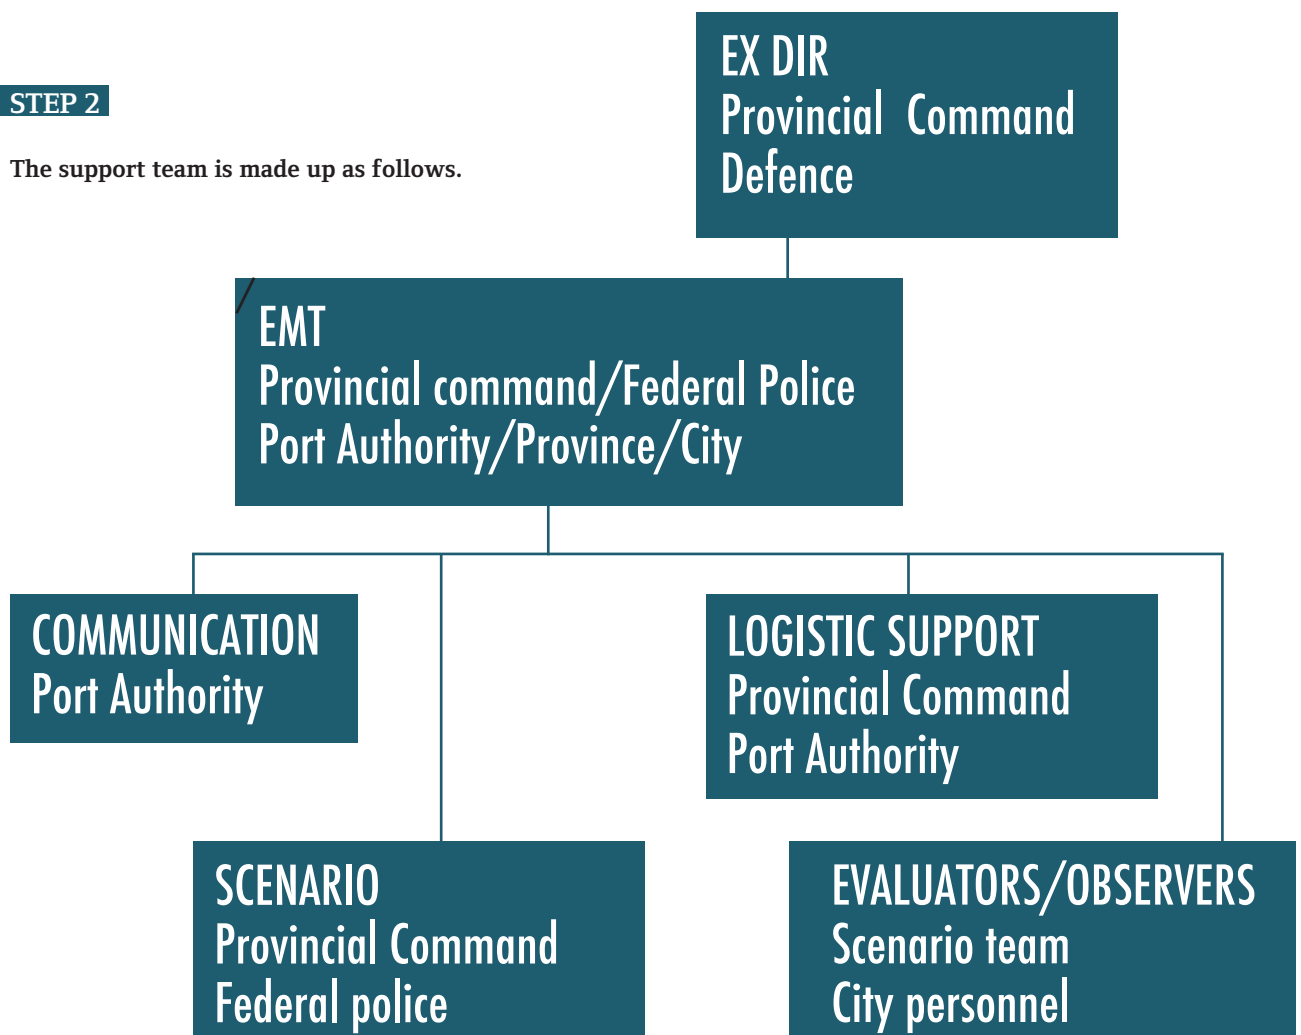 EX DIR
Provincial Command
Defence
STEP 2
The support team is made up as follows.
EMT
Provincial command/Federal Police
Port Authority/Province/City
COMMUNICATION
Port Authority
LOGISTIC SUPPORT
Provincial Command
Port Authority
SCENARIO
Provincial Command
Federal police
EVALUATORS/OBSERVERS
Scenario team
City personnel